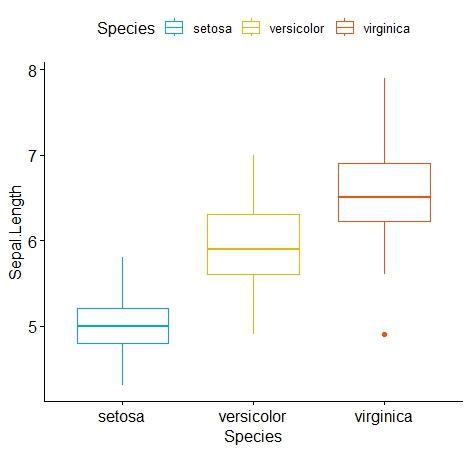 Species setosa versicolor virginica
8
7
Sepal.Length
6
5
setosa versicolor virginica
Species